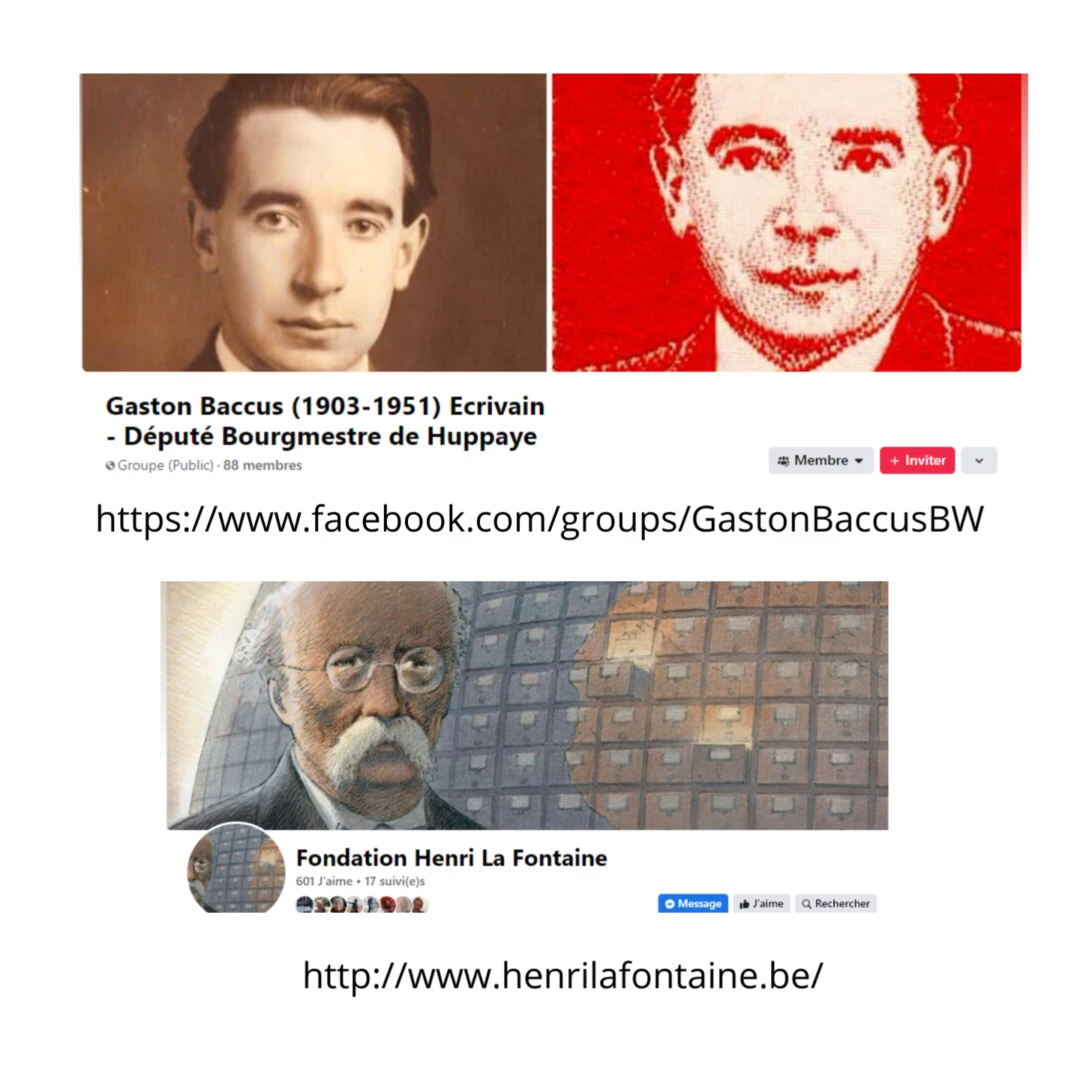 Gaston Baccus (1903-1951) Ecrivain
- Député Bourgmestre de Huppaye
Groupe (Public) · 88 membres
Membre
+ Inviter
https://www.facebook.com/groups/GastonBaccusBW
Fondation Henri La Fontaine
601 J'aime • 17 suivi(e)s
Message
J'aime
Rechercher
http://www.henrilafontaine.be/